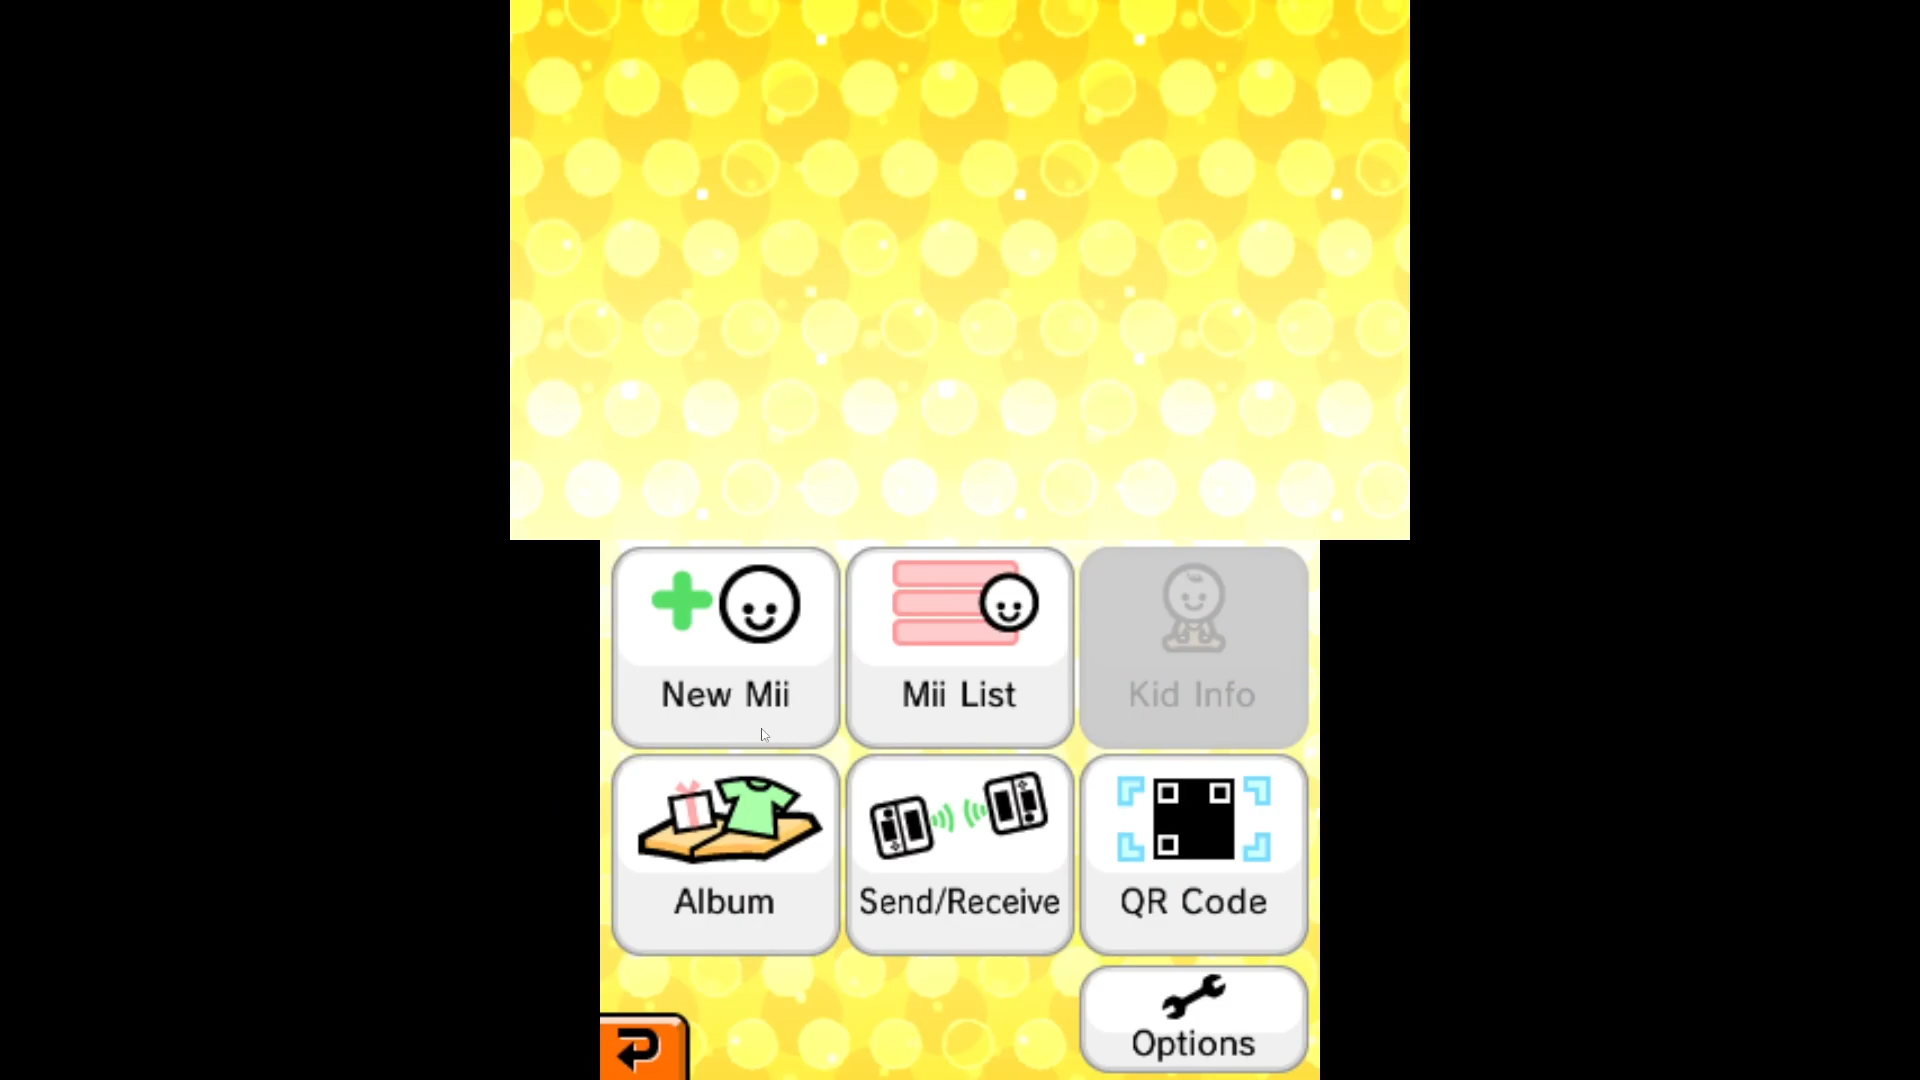 New Mii
Mii List
Kid Info
Album
Send/Receive
QR Code
Options